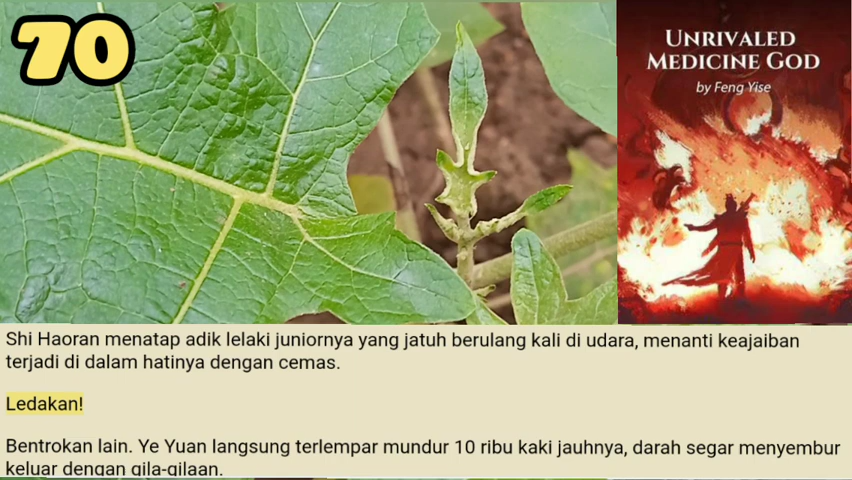 70
UNRIVALED
MEDICINE GOD
by Feng Yise
Shi Haoran menatap adik lelaki juniornya yang jatuh berulang kali di udara, menanti keajaiban
terjadi di dalam hatinya dengan cemas.
Ledakan!
Bentrokan lain. Ye Yuan langsung terlempar mundur 10 ribu kaki jauhnya, darah segar menyembur
keluar dengan gila-gilaan.